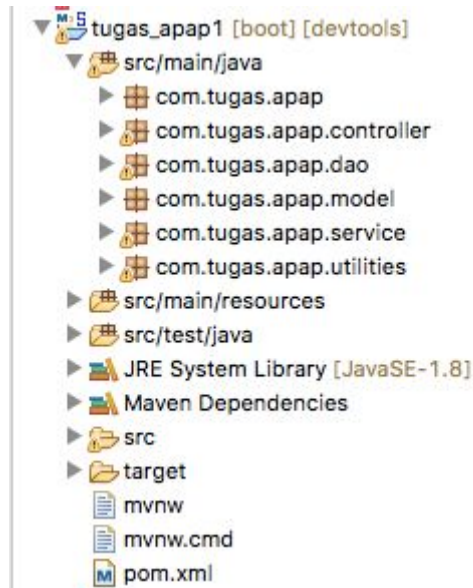 tugas_apap1 [boot] [devtools]
src/main/java
com.tugas.apap
com.tugas.apap.controller
com.tugas.apap.dao
com.tugas.apap.model
com.tugas.apap.service
com.tugas.apap.utilities
src/main/resources
src/test/java
JRE System Library [JavaSE-1.8]
Maven Dependencies
src
target
mvnw
mvnw.cmd
pom.xml